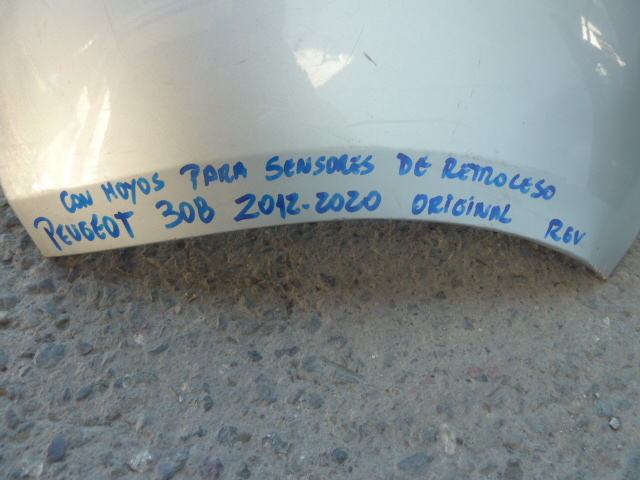 CON HOYOS PARA SENSORES DE RETROCESO
PEUGEOT 308 2012-2020 ORIGINAL REV